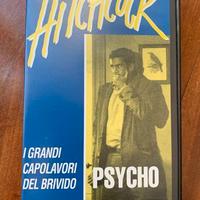 HITCHCOCK
I GRANDI
CAPOLAVORI
DEL BRIVIDO
PSYCHO